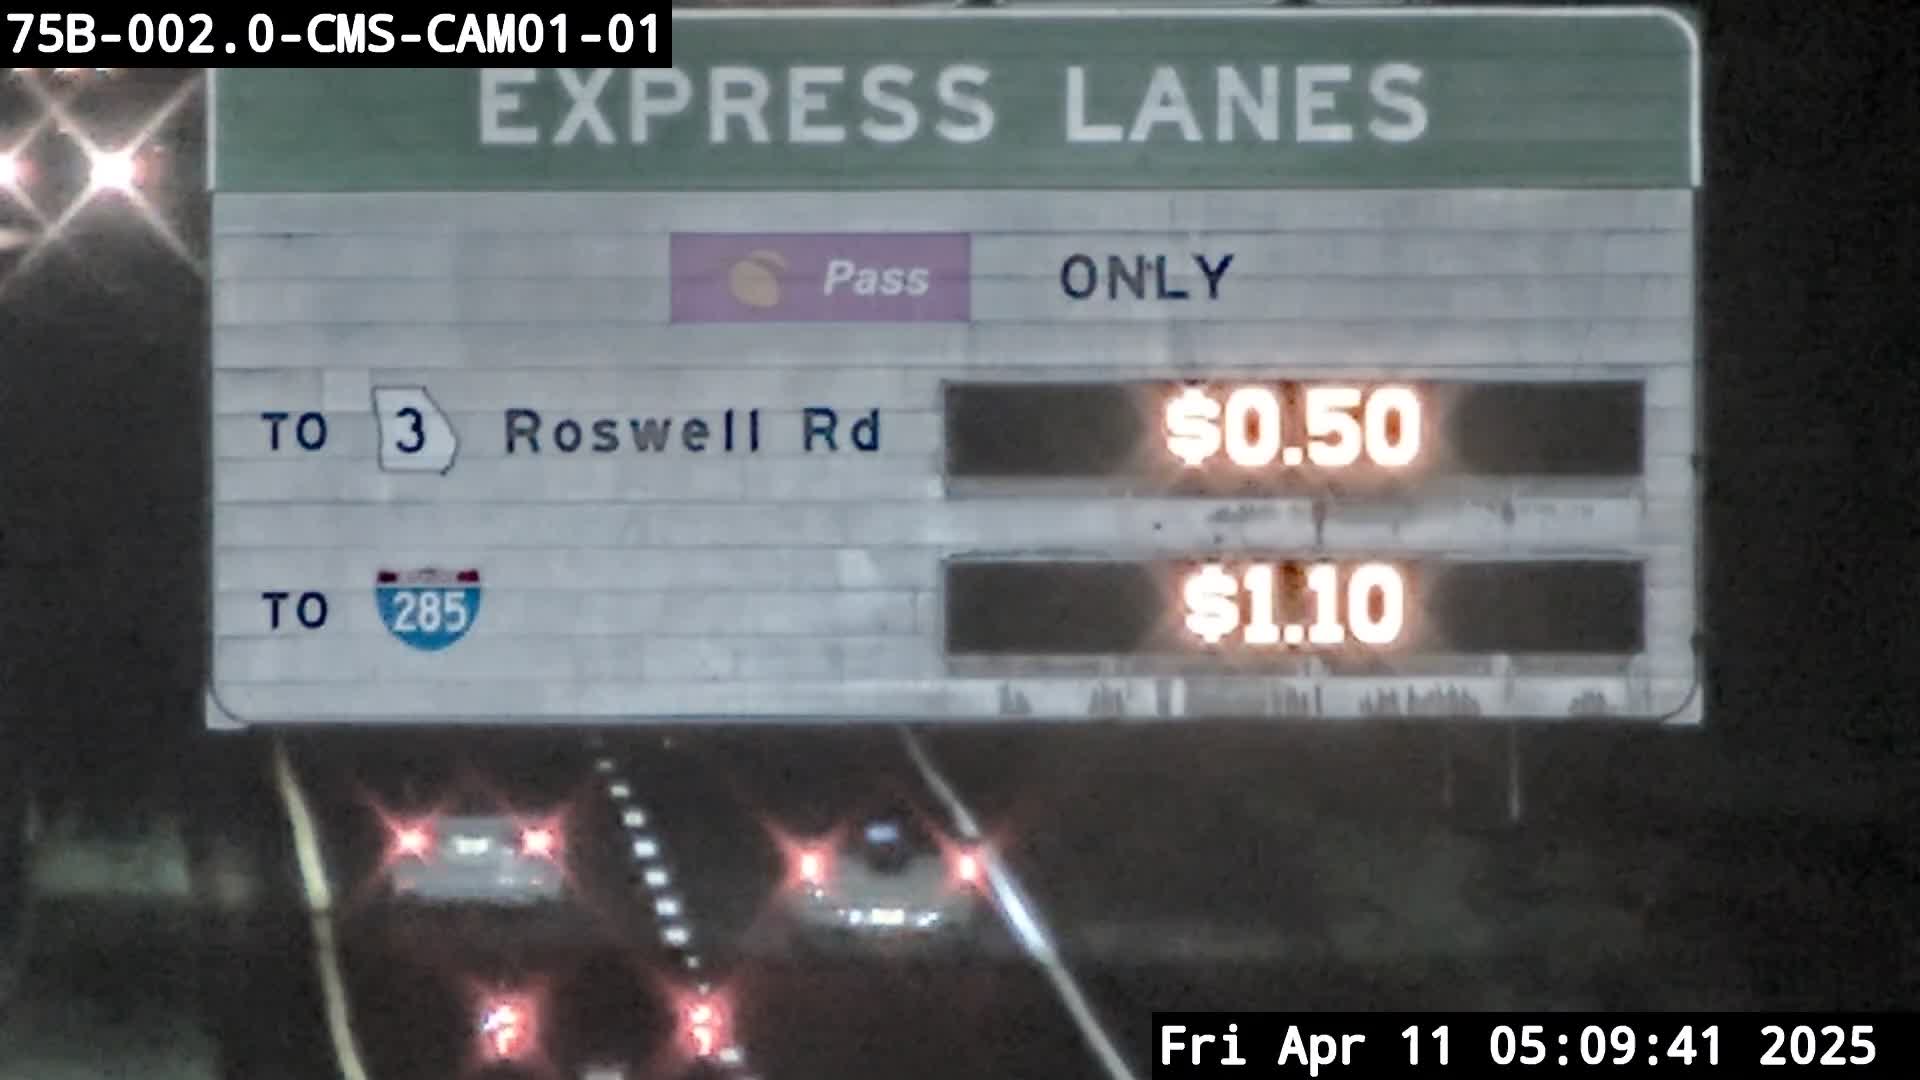 75B-002.0-CMS-CAM01-01
EXPRESS LANES
Pass ONLY
TO 3 Roswell Rd $0.50
TO 285 $1.10
Fri Apr 11 05:09:41 2025